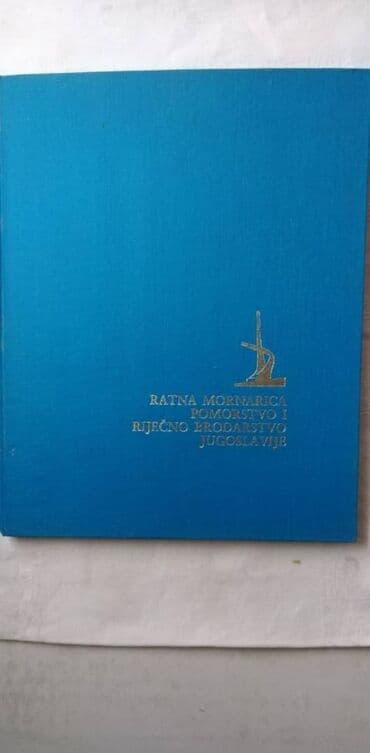 RATNA MORNARICA
POMORSTVO I
RIJEČNO BRODARSTVO
JUGOSLAVIJE